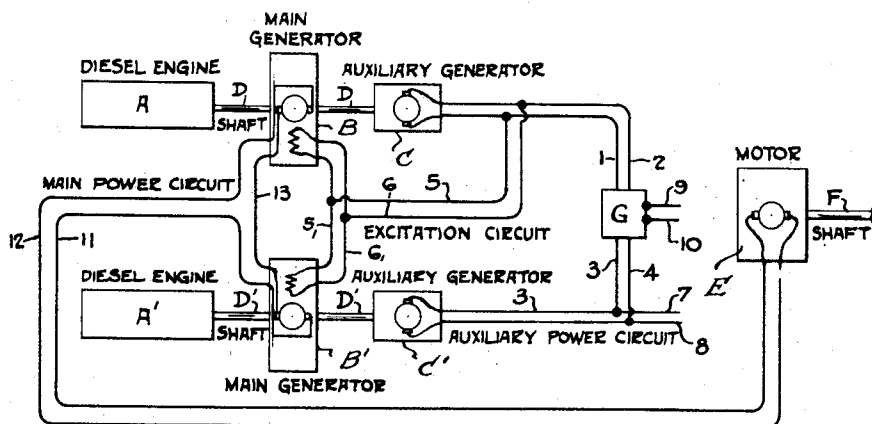 MAIN
GENERATOR
DIESEL ENGINE
AUXILIARY GENERATOR
A
D
D
SHAFT
B
C
1
2
MOTOR
MAIN POWER CIRCUIT
13
6
5
5,
EXCITATION CIRCUIT
G
9
10
F
SHAFT
12
11
6,
3
4
E
DIESEL ENGINE
AUXILIARY GENERATOR
A'
D'
D'
3
7
SHAFT
AUXILIARY POWER CIRCUIT
8
B'
C'
MAIN GENERATOR